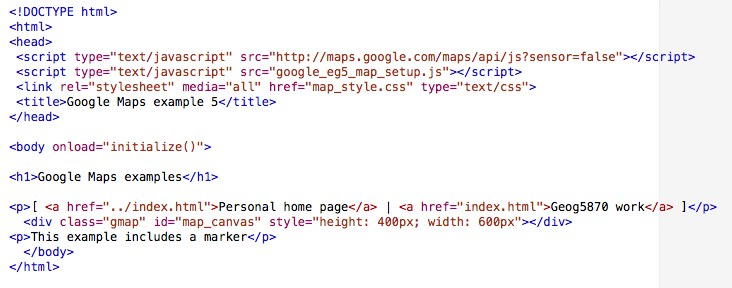 <!DOCTYPE html>
<html>
<head>
<script type="text/javascript" src="http://maps.google.com/maps/api/js?sensor=false"></script>
<script type="text/javascript" src="google_eg5_map_setup.js"></script>
<link rel="stylesheet" media="all" href="map_style.css" type="text/css">
<title>Google Maps example 5</title>
</head>
<body onload="initialize()">
<h1>Google Maps examples</h1>
<p>[ <a href="../index.html">Personal home page</a> | <a href="index.html">Geog5870 work</a> ]</p>
<div class="gmap" id="map_canvas" style="height: 400px; width: 600px"></div>
<p>This example includes a marker</p>
</body>
</html>